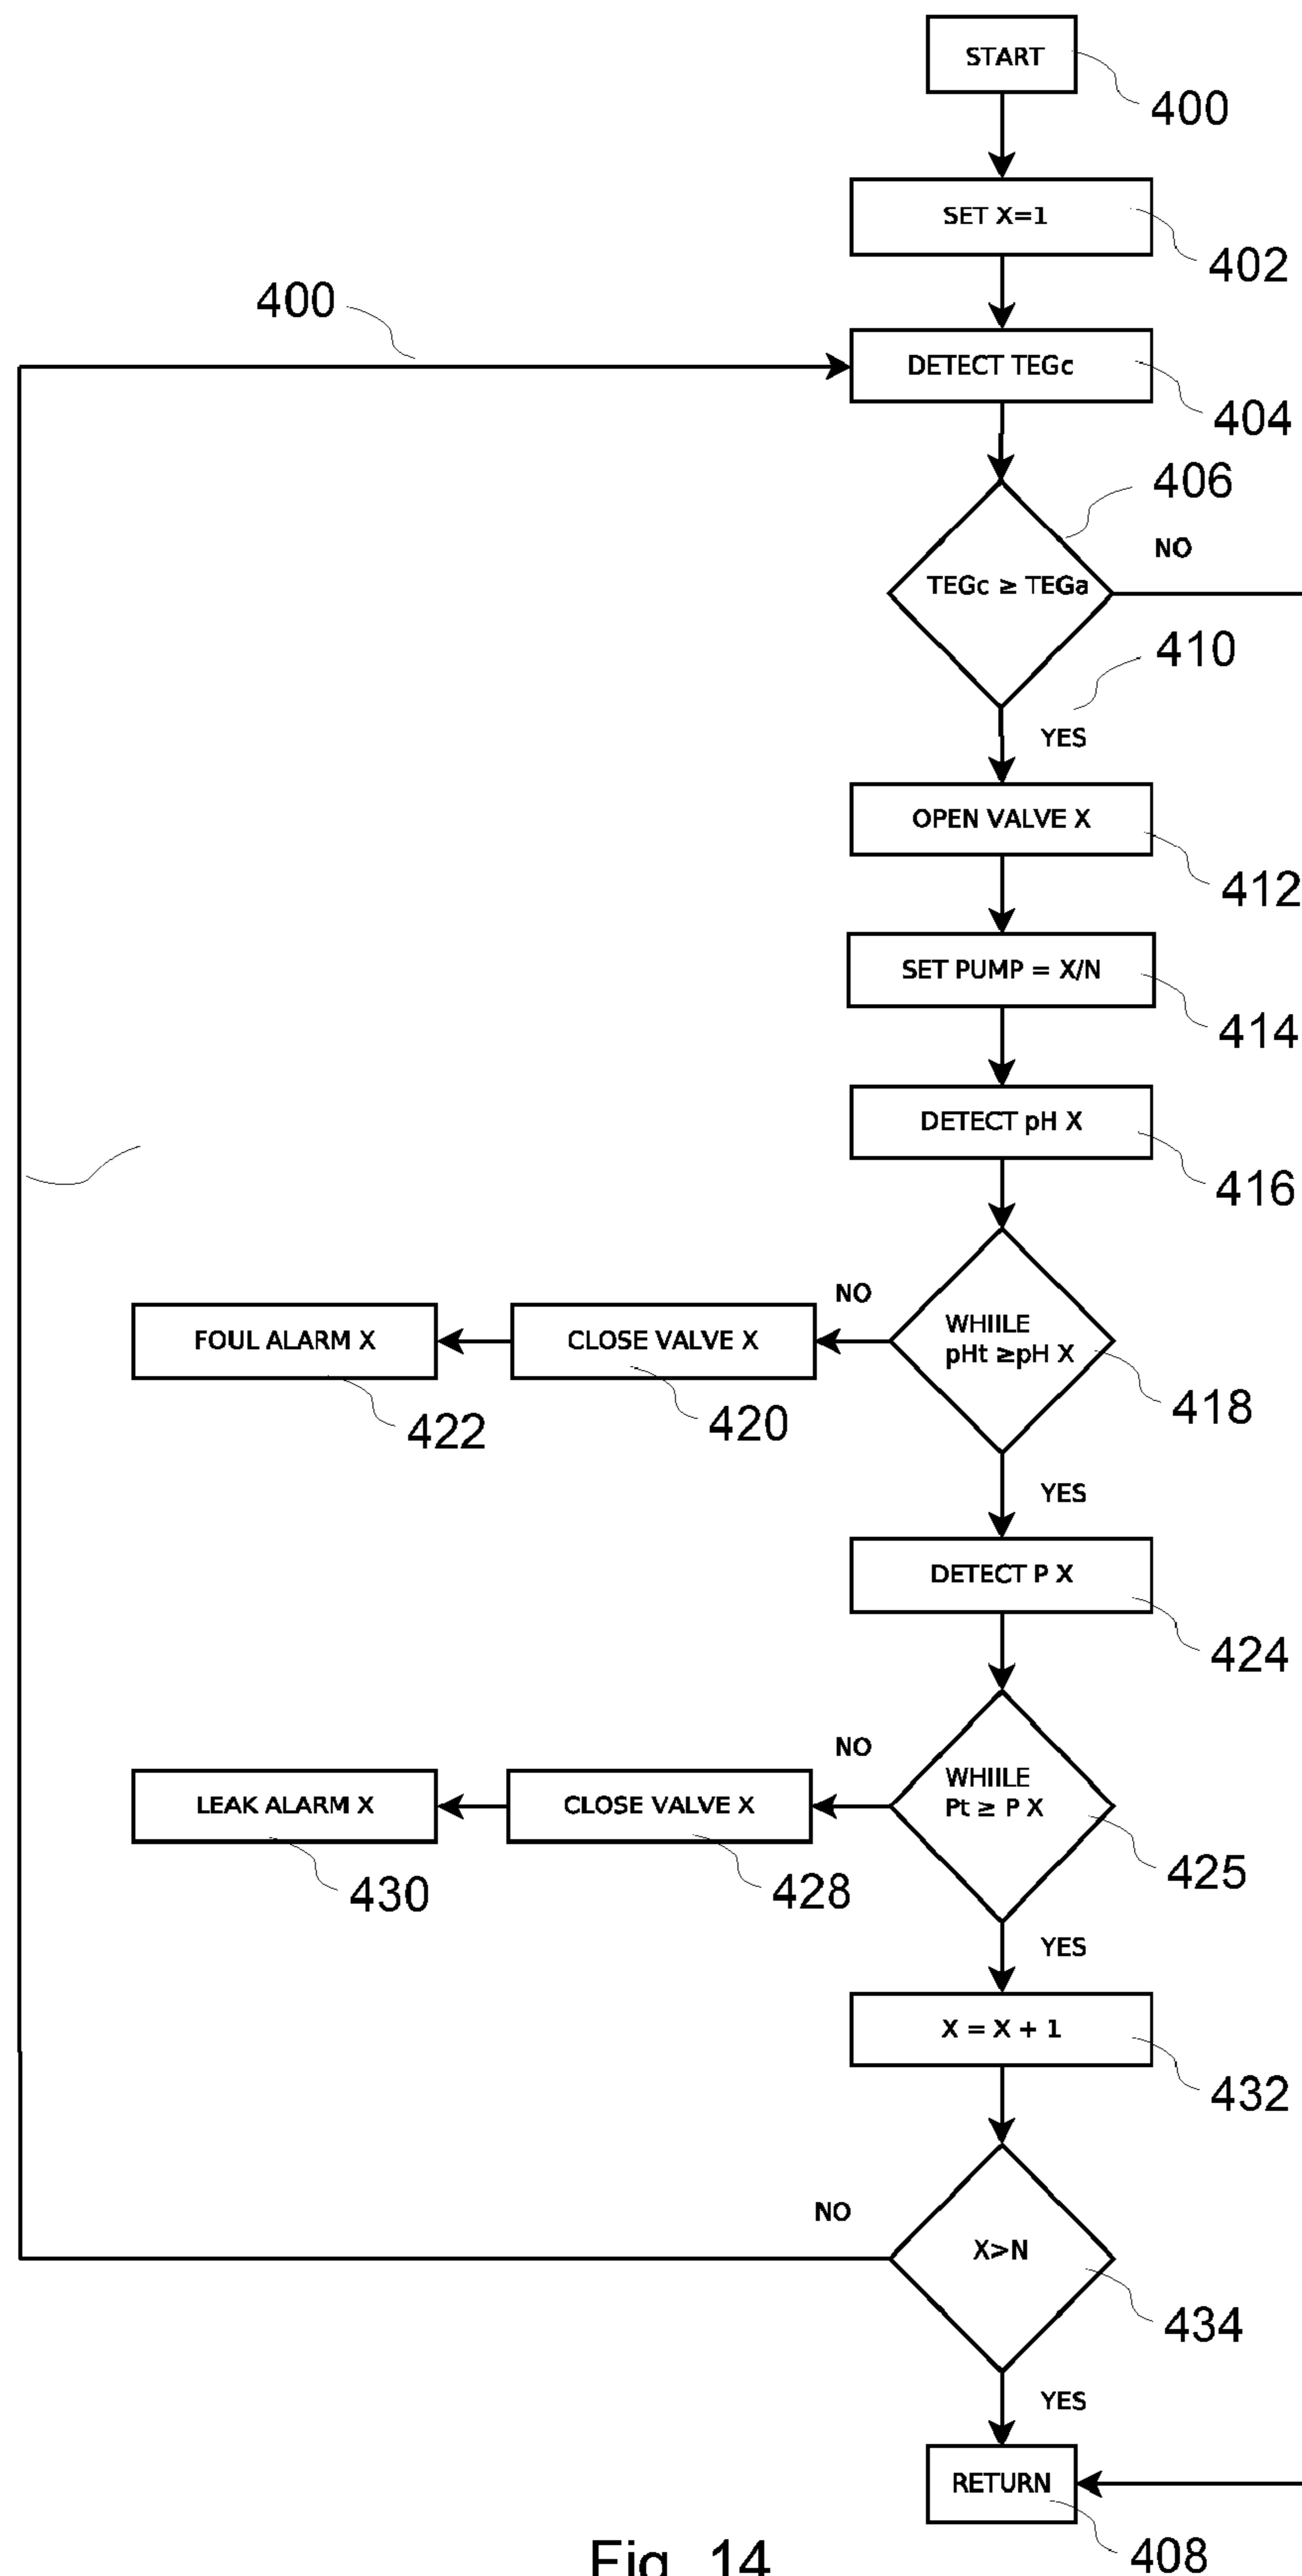 START
400
SET X=1
402
400
DETECT TEGc
404
406
NO
TEGc ≥ TEGa
410
YES
OPEN VALVE X
412
SET PUMP = X/N
414
DETECT pH X
416
NO
WHIILE
pHt ≥pH X
FOUL ALARM X
CLOSE VALVE X
418
422
420
YES
DETECT P X
424
NO
WHIILE
Pt ≥ P X
LEAK ALARM X
CLOSE VALVE X
425
430
428
YES
X = X + 1
432
NO
X>N
434
YES
RETURN
408
Fig. 14